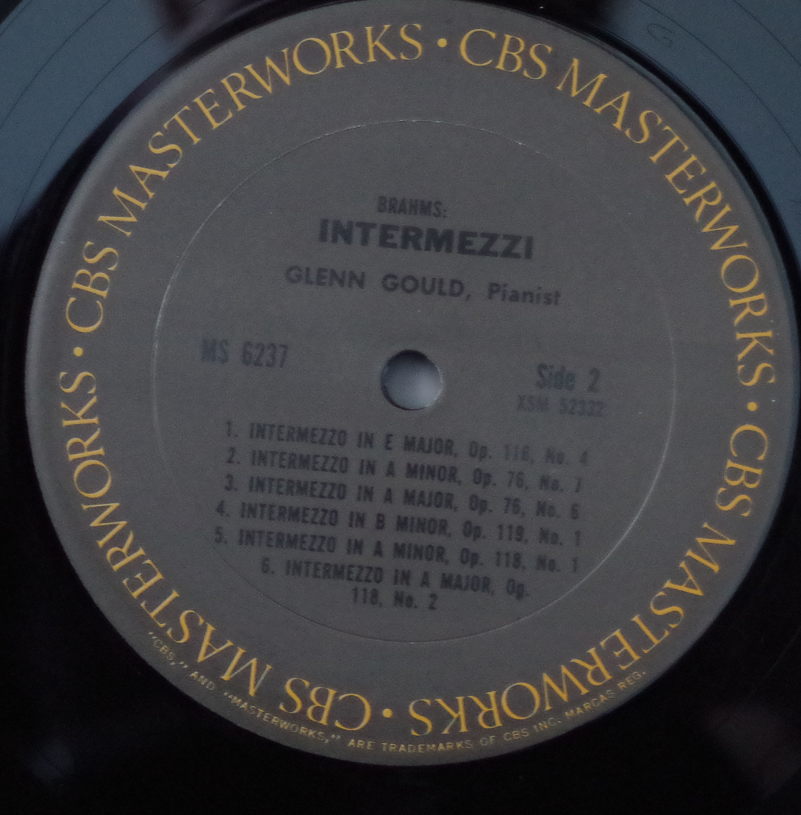 CBS MASTERWORKS • CBS MASTERWORKS • CBS MASTERWORKS • CBS MASTERWORKS • CBS MASTERWORKS •
BRAHMS:
INTERMEZZI
GLENN GOULD, Pianist
MS 6237
Side 2
XSM 52332
1. INTERMEZZO IN E MAJOR, Op. 116, No. 4
2. INTERMEZZO IN A MINOR, Op. 76, No. 7
3. INTERMEZZO IN A MAJOR, Op. 76, No. 6
4. INTERMEZZO IN B MINOR, Op. 119, No. 1
5. INTERMEZZO IN A MINOR, Op. 118, No. 1
6. INTERMEZZO IN A MAJOR, Op.
118, No. 2
"CBS," AND "MASTERWORKS," ARE TRADEMARKS OF CBS INC. MARCAS REG.